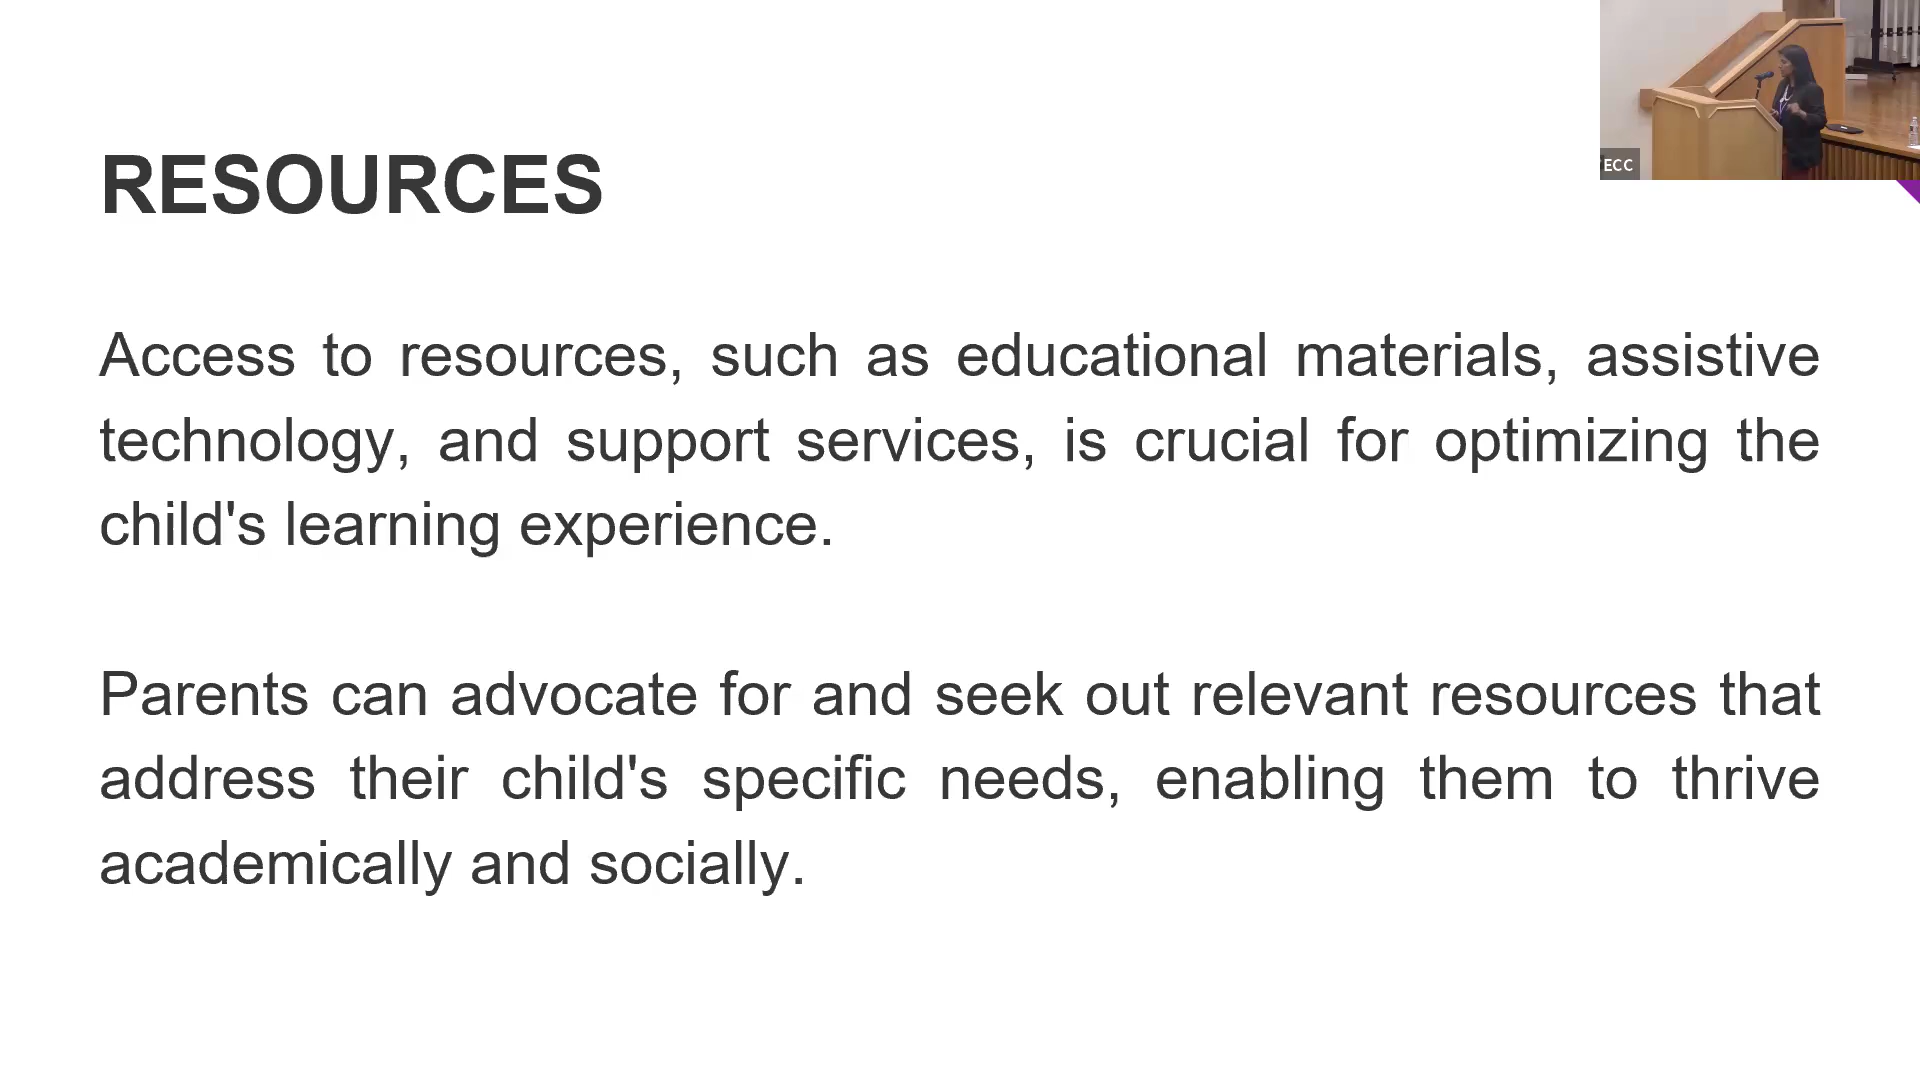 RESOURCES
Access to resources, such as educational materials, assistive
technology, and support services, is crucial for optimizing the
child's learning experience.
Parents can advocate for and seek out relevant resources that
address their child's specific needs, enabling them to thrive
academically and socially.
ECC